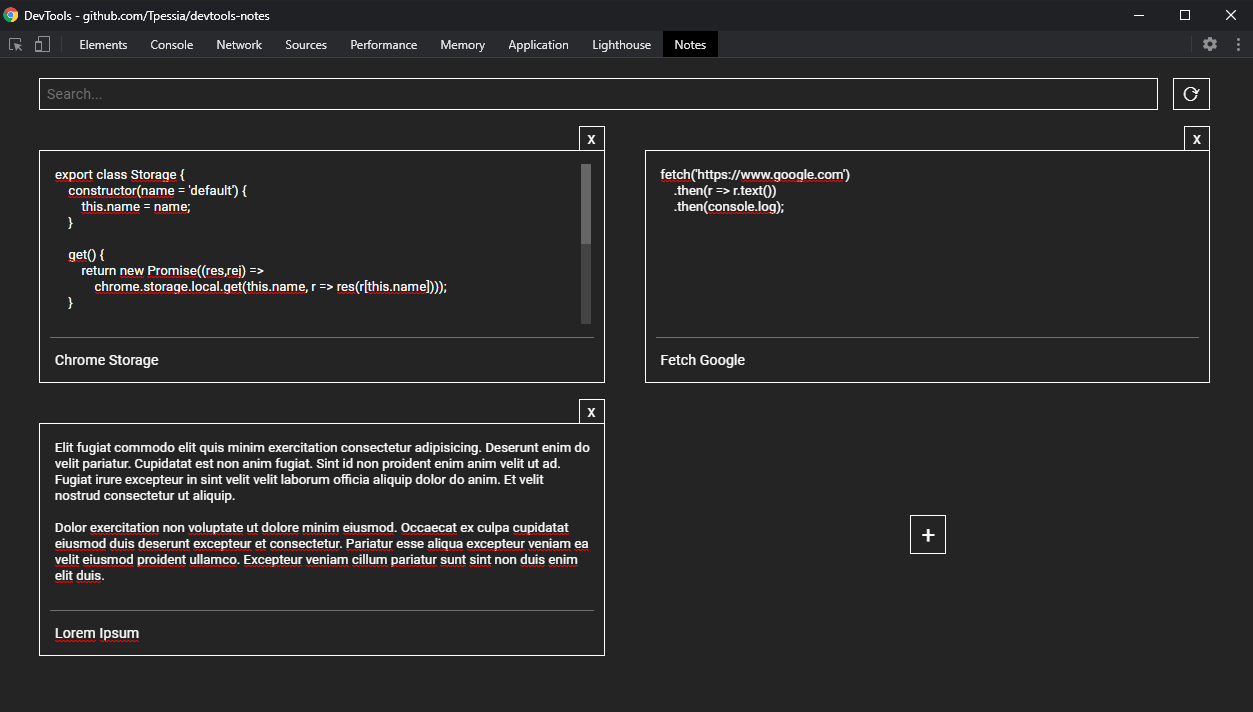 DevTools - github.com/Tpessia/devtools-notes
Elements Console Network Sources Performance Memory Application Lighthouse Notes
Search...
X
export class Storage {
constructor(name = 'default') {
this.name = name;
}
get() {
return new Promise((res,rej) =>
chrome.storage.local.get(this.name, r => res(r[this.name])));
}
Chrome Storage
X
fetch('https://www.google.com')
.then(r => r.text())
.then(console.log);
Fetch Google
X
Elit fugiat commodo elit quis minim exercitation consectetur adipisicing. Deserunt enim do
velit pariatur. Cupidatat est non anim fugiat. Sint id non proident enim anim velit ut ad.
Fugiat irure excepteur in sint velit velit laborum officia aliquip dolor do anim. Et velit
nostrud consectetur ut aliquip.
Dolor exercitation non voluptate ut dolore minim eiusmod. Occaecat ex culpa cupidatat
eiusmod duis deserunt excepteur et consectetur. Pariatur esse aliqua excepteur veniam ea
velit eiusmod proident ullamco. Excepteur veniam cillum pariatur sunt sint non duis enim
elit duis.
Lorem Ipsum
+